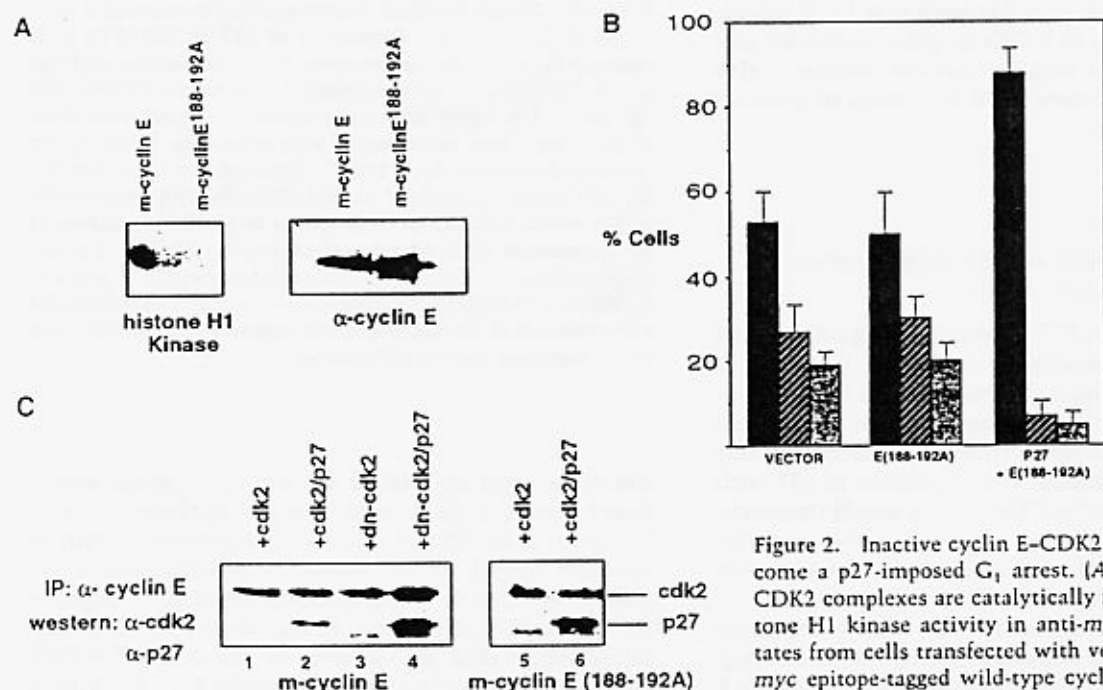 A
m-cyclin E
m-cyclinE188-192A
m-cyclin E
m-cyclinE188-192A
histone H1
Kinase
α-cyclin E
B
100
80
60
% Cells
40
20
VECTOR
E(188-192A)
P27
+ E(188-192A)
C
+cdk2
+cdk2/p27
+dn-cdk2
+dn-cdk2/p27
+cdk2
+cdk2/p27
IP: α- cyclin E
western: α-cdk2
α-p27
cdk2
p27
1 2 3 4
5 6
m-cyclin E
m-cyclin E (188-192A)
Figure 2. Inactive cyclin E–CDK2
come a p27-imposed G1 arrest. (A
CDK2 complexes are catalytically i
tone H1 kinase activity in anti-m
tates from cells transfected with ve
myc epitope-tagged wild-type cycl